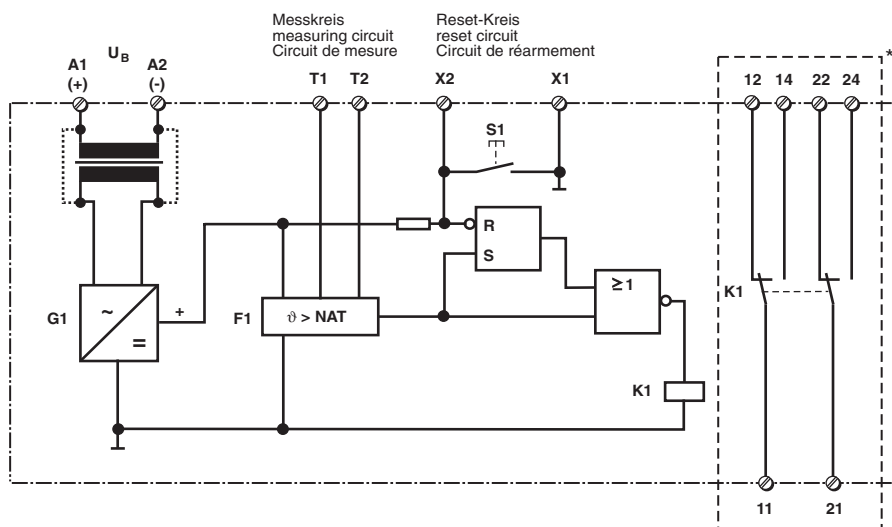 Messkreis
measuring circuit
Circuit de mesure
Reset-Kreis
reset circuit
Circuit de réarmement
U B
A1
(+)
A2
(-)
T1
T2
X2
X1
*
12
14
22
24
S1
R
S
≥1
G1
~
=
+
F1
ϑ > NAT
K1
K1
11
21